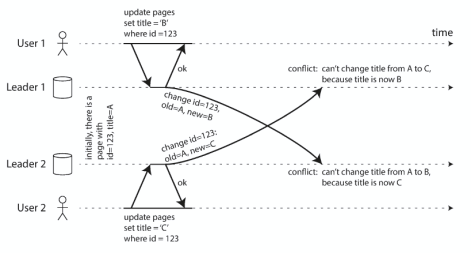 update pages
set title = 'B'
where id=123
time
User 1
ok
Leader 1
conflict: can't change title from A to C,
because title is now B
change id=123,
old=A, new=B
initially, there is a
page with
id=123, title=A
change id=123:
old=A, new=C
Leader 2
conflict: can't change title from A to B,
because title is now C
ok
User 2
update pages
set title = 'C'
where id = 123